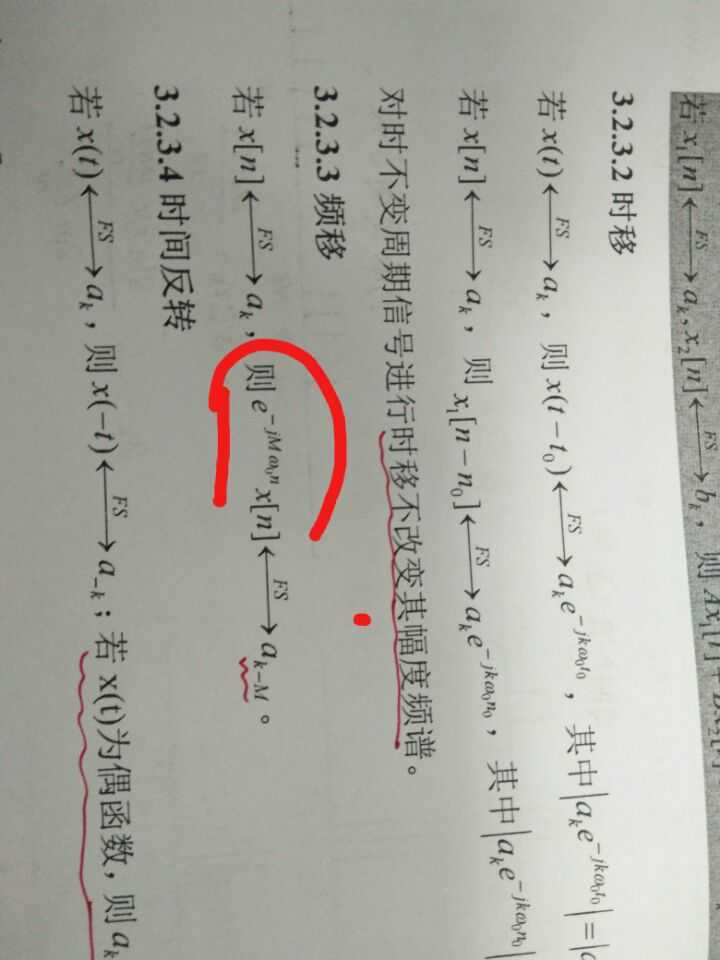 若 x₁[n] ←FS→ aₖ, x₂[n] ←FS→ bₖ, 则 Ax₁[
3.2.3.2 时移
若 x(t) ←FS→ aₖ, 则 x(t − t₀) ←FS→ aₖe^{−jkω₀t₀}, 其中|aₖe^{−jkω₀t₀}| = |a
若 x[n] ←FS→ aₖ, 则 x₁[n − n₀] ←FS→ aₖe^{−jkω₀n₀}, 其中|aₖe^{−jkω₀n₀}|
对时不变周期信号进行时移不改变其幅度频谱。
3.2.3.3 频移
若 x[n] ←FS→ aₖ, 则 e^{−jMω₀n}x[n] ←FS→ a_{k−M}。
3.2.3.4 时间反转
若 x(t) ←FS→ aₖ, 则 x(−t) ←FS→ a_{−k}; 若 x(t)为偶函数, 则 aₖ